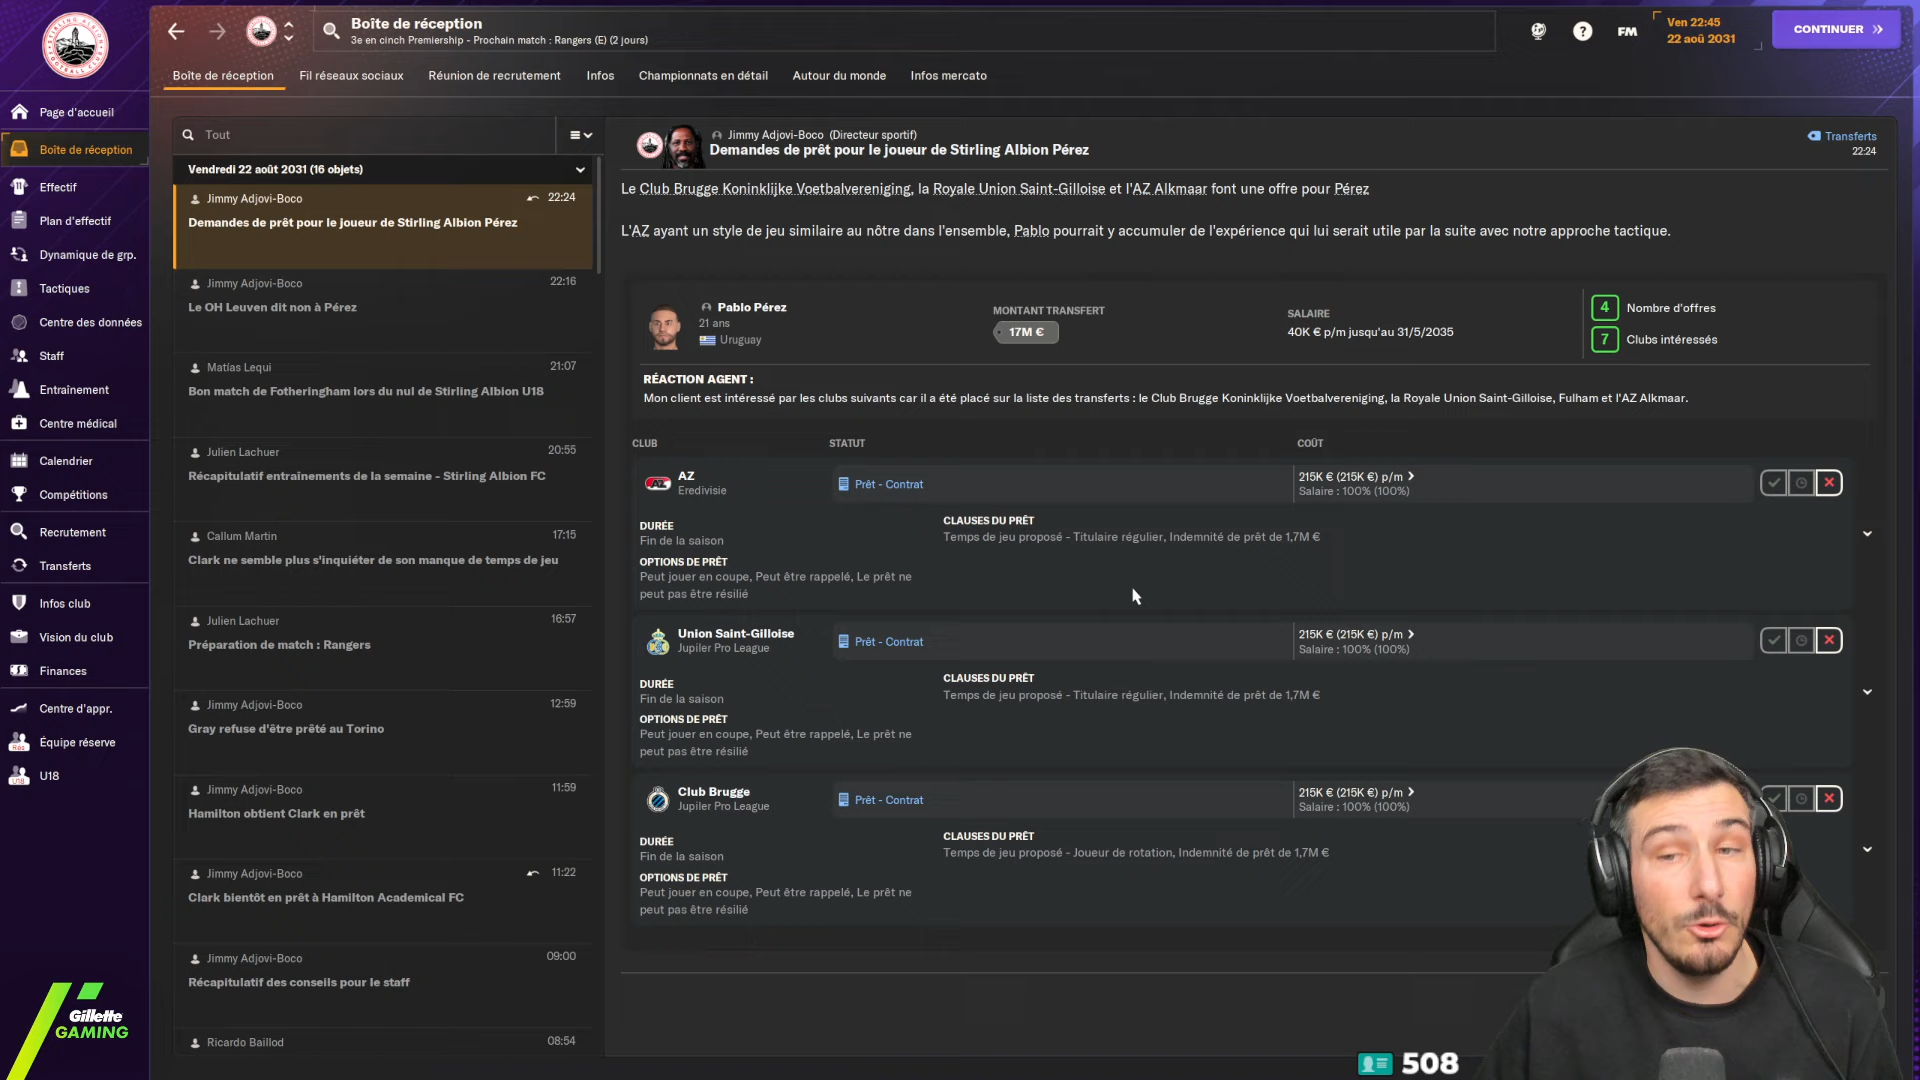 Boîte de réception
3e en cinch Premiership - Prochain match : Rangers (E) (2 jours)
FM
Ven 22:45
22 aoû 2031
CONTINUER
Boîte de réception
Fil réseaux sociaux
Réunion de recrutement
Infos
Championnats en détail
Autour du monde
Infos mercato
Page d'accueil
Boîte de réception
Effectif
Plan d'effectif
Dynamique de grp.
Tactiques
Centre des données
Staff
Entraînement
Centre médical
Calendrier
Compétitions
Recrutement
Transferts
Infos club
Vision du club
Finances
Centre d'appr.
Équipe réserve
U18
Gillette
GAMING
Tout
Vendredi 22 août 2031 (16 objets)
Jimmy Adjovi-Boco 22:24
Demandes de prêt pour le joueur de Stirling Albion Pérez
Jimmy Adjovi-Boco 22:16
Le OH Leuven dit non à Pérez
Matías Lequi 21:07
Bon match de Fotheringham lors du nul de Stirling Albion U18
Julien Lachuer 20:55
Récapitulatif entraînements de la semaine - Stirling Albion FC
Callum Martin 17:15
Clark ne semble plus s'inquiéter de son manque de temps de jeu
Julien Lachuer 16:57
Préparation de match : Rangers
Jimmy Adjovi-Boco 12:59
Gray refuse d'être prêté au Torino
Jimmy Adjovi-Boco 11:59
Hamilton obtient Clark en prêt
Jimmy Adjovi-Boco 11:22
Clark bientôt en prêt à Hamilton Academical FC
Jimmy Adjovi-Boco 09:00
Récapitulatif des conseils pour le staff
Ricardo Baillod 08:54
Jimmy Adjovi-Boco (Directeur sportif)
Demandes de prêt pour le joueur de Stirling Albion Pérez
Transferts
22:24
Le Club Brugge Koninklijke Voetbalvereniging, la Royale Union Saint-Gilloise et l'AZ Alkmaar font une offre pour Pérez
L'AZ ayant un style de jeu similaire au nôtre dans l'ensemble, Pablo pourrait y accumuler de l'expérience qui lui serait utile par la suite avec notre approche tactique.
Pablo Pérez
21 ans
Uruguay
MONTANT TRANSFERT
17M €
SALAIRE
40K € p/m jusqu'au 31/5/2035
4 Nombre d'offres
7 Clubs intéressés
RÉACTION AGENT :
Mon client est intéressé par les clubs suivants car il a été placé sur la liste des transferts : le Club Brugge Koninklijke Voetbalvereniging, la Royale Union Saint-Gilloise, Fulham et l'AZ Alkmaar.
CLUB STATUT COÛT
AZ
Eredivisie
Prêt - Contrat
215K € (215K €) p/m
Salaire : 100% (100%)
DURÉE
Fin de la saison
OPTIONS DE PRÊT
Peut jouer en coupe, Peut être rappelé, Le prêt ne
peut pas être résilié
CLAUSES DU PRÊT
Temps de jeu proposé - Titulaire régulier, Indemnité de prêt de 1,7M €
Union Saint-Gilloise
Jupiler Pro League
Prêt - Contrat
215K € (215K €) p/m
Salaire : 100% (100%)
DURÉE
Fin de la saison
OPTIONS DE PRÊT
Peut jouer en coupe, Peut être rappelé, Le prêt ne
peut pas être résilié
CLAUSES DU PRÊT
Temps de jeu proposé - Titulaire régulier, Indemnité de prêt de 1,7M €
Club Brugge
Jupiler Pro League
Prêt - Contrat
215K € (215K €) p/m
Salaire : 100% (100%)
DURÉE
Fin de la saison
OPTIONS DE PRÊT
Peut jouer en coupe, Peut être rappelé, Le prêt ne
peut pas être résilié
CLAUSES DU PRÊT
Temps de jeu proposé - Joueur de rotation, Indemnité de prêt de 1,7M €
508